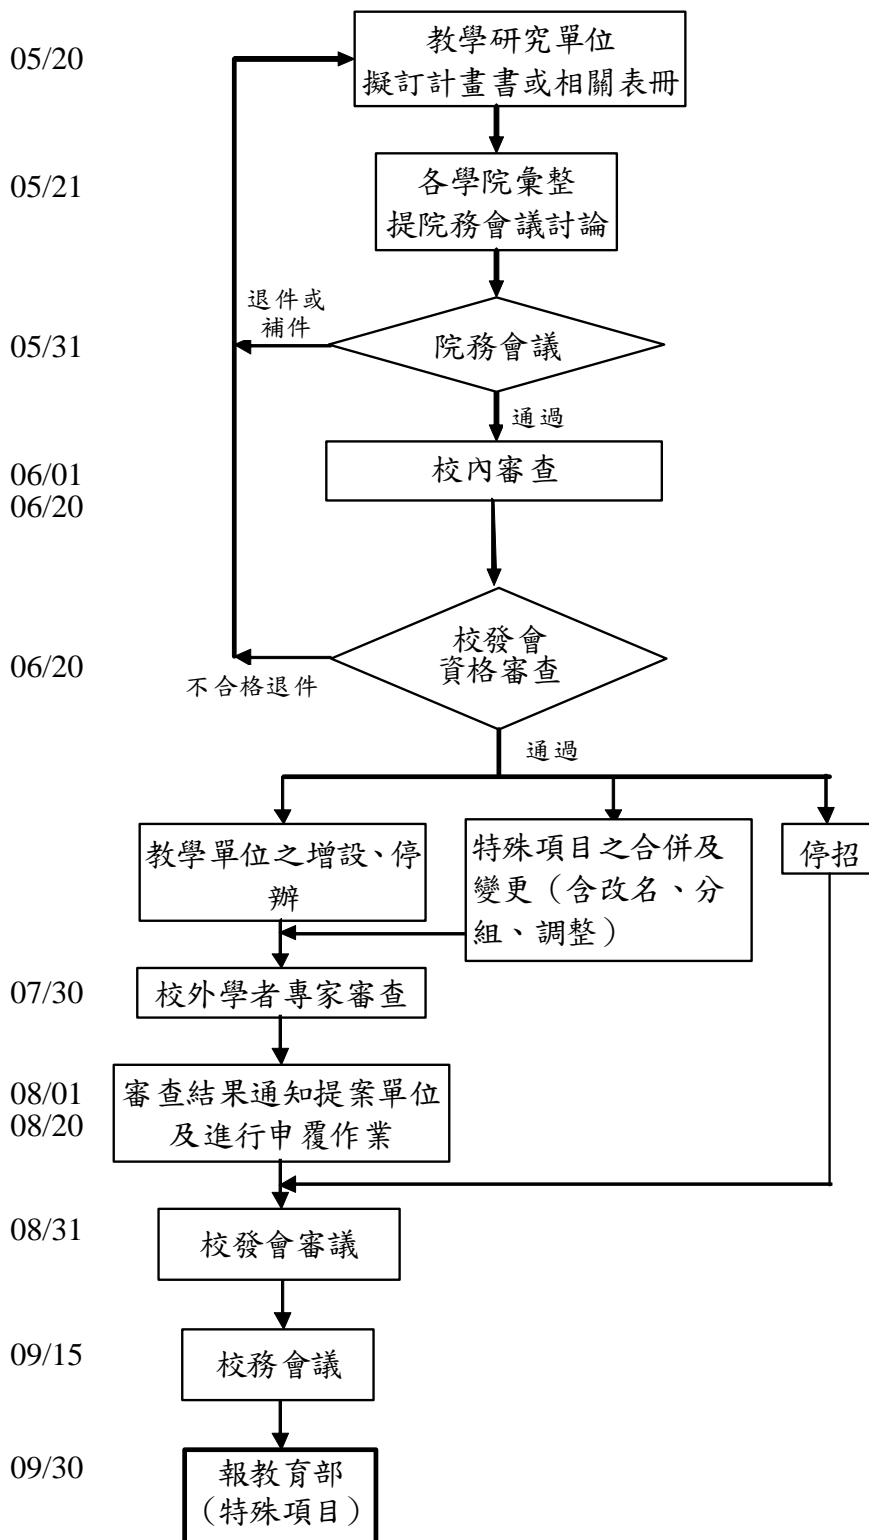 05/20
教學研究單位
擬訂計畫書或相關表冊
05/21
各學院彙整
提院務會議討論
退件或
補件
05/31
院務會議
通過
06/01
06/20
校內審查
校發會
資格審查
06/20
不合格退件
通過
教學單位之增設、停
辦
特殊項目之合併及
變更（含改名、分
組、調整）
停招
07/30
校外學者專家審查
08/01
08/20
審查結果通知提案單位
及進行申覆作業
08/31
校發會審議
09/15
校務會議
09/30
報教育部
（特殊項目）